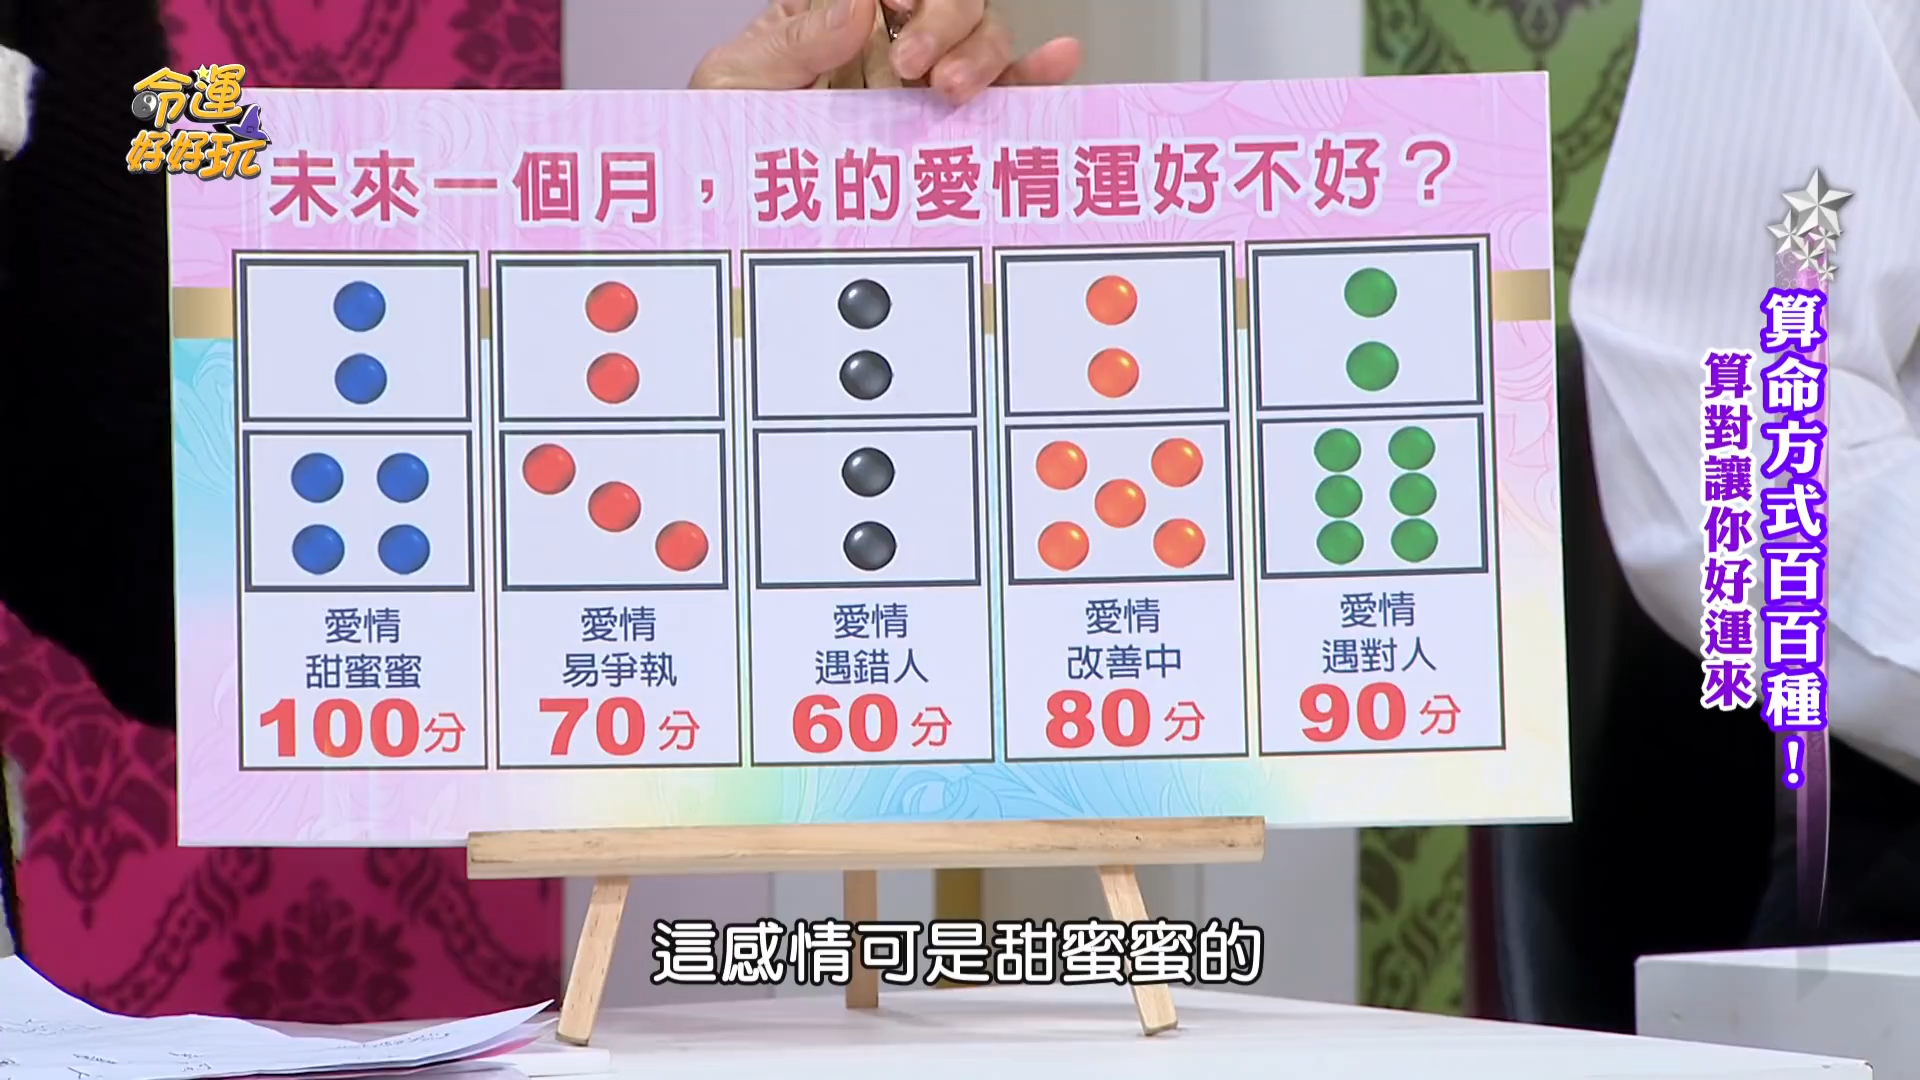 命運
好好玩
未來一個月，我的愛情運好不好？
愛情
甜蜜蜜
100分
愛情
易爭執
70分
愛情
遇錯人
60分
愛情
改善中
80分
愛情
遇對人
90分
算命方式百百種！
算對讓你好運來
這感情可是甜蜜蜜的